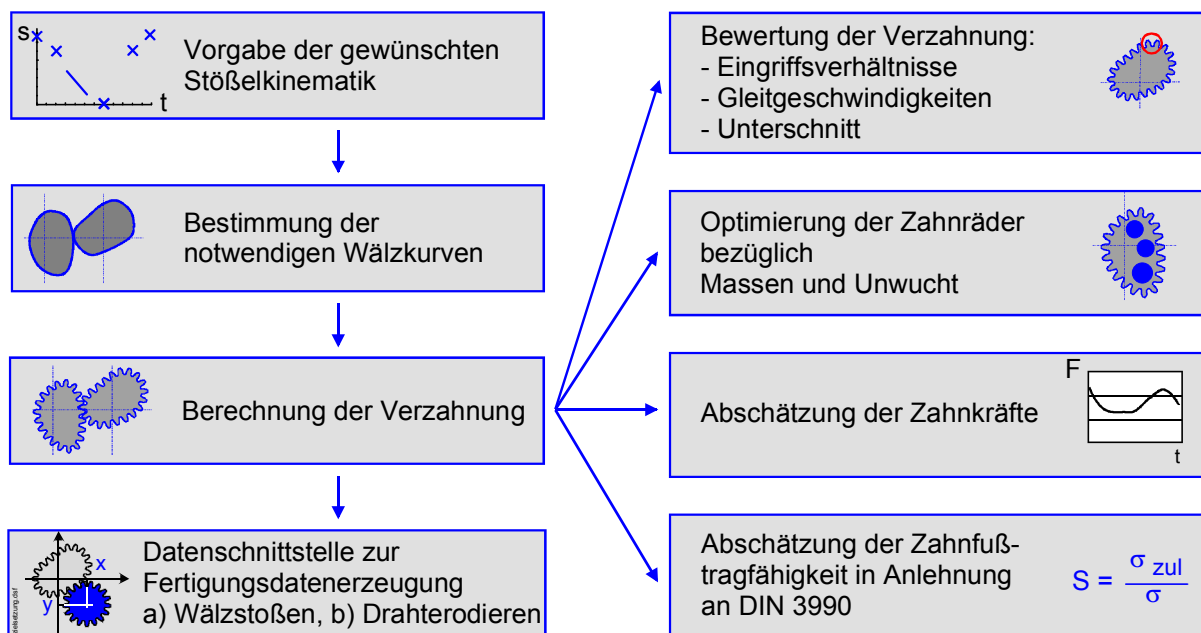 s
t
Vorgabe der gewünschten
Stößelkinematik
Bestimmung der
notwendigen Wälzkurven
Berechnung der Verzahnung
x
y
Datenschnittstelle zur
Fertigungsdatenerzeugung
a) Wälzstoßen, b) Drahterodieren
Bewertung der Verzahnung:
- Eingriffsverhältnisse
- Gleitgeschwindigkeiten
- Unterschnitt
Optimierung der Zahnräder
bezüglich
Massen und Unwucht
Abschätzung der Zahnkräfte
F
t
Abschätzung der Zahnfuß-
tragfähigkeit in Anlehnung
an DIN 3990
S = σ zul / σ